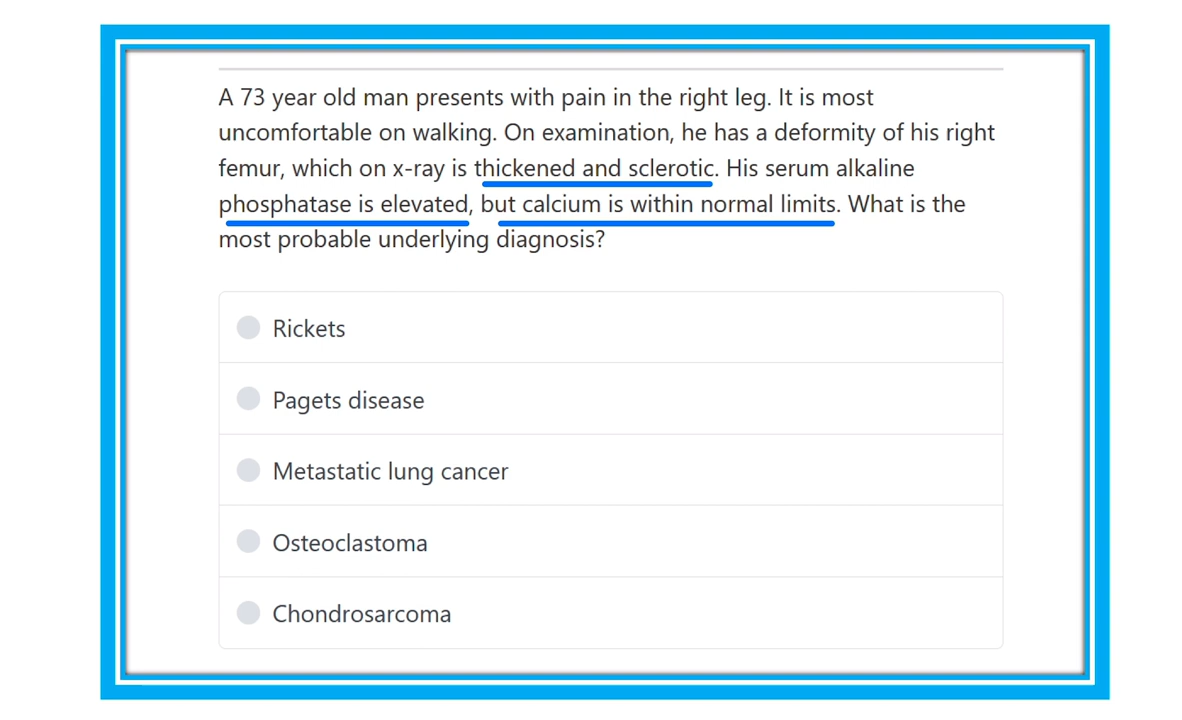 A 73 year old man presents with pain in the right leg. It is most
uncomfortable on walking. On examination, he has a deformity of his right
femur, which on x-ray is thickened and sclerotic. His serum alkaline
phosphatase is elevated, but calcium is within normal limits. What is the
most probable underlying diagnosis?
Rickets
Pagets disease
Metastatic lung cancer
Osteoclastoma
Chondrosarcoma